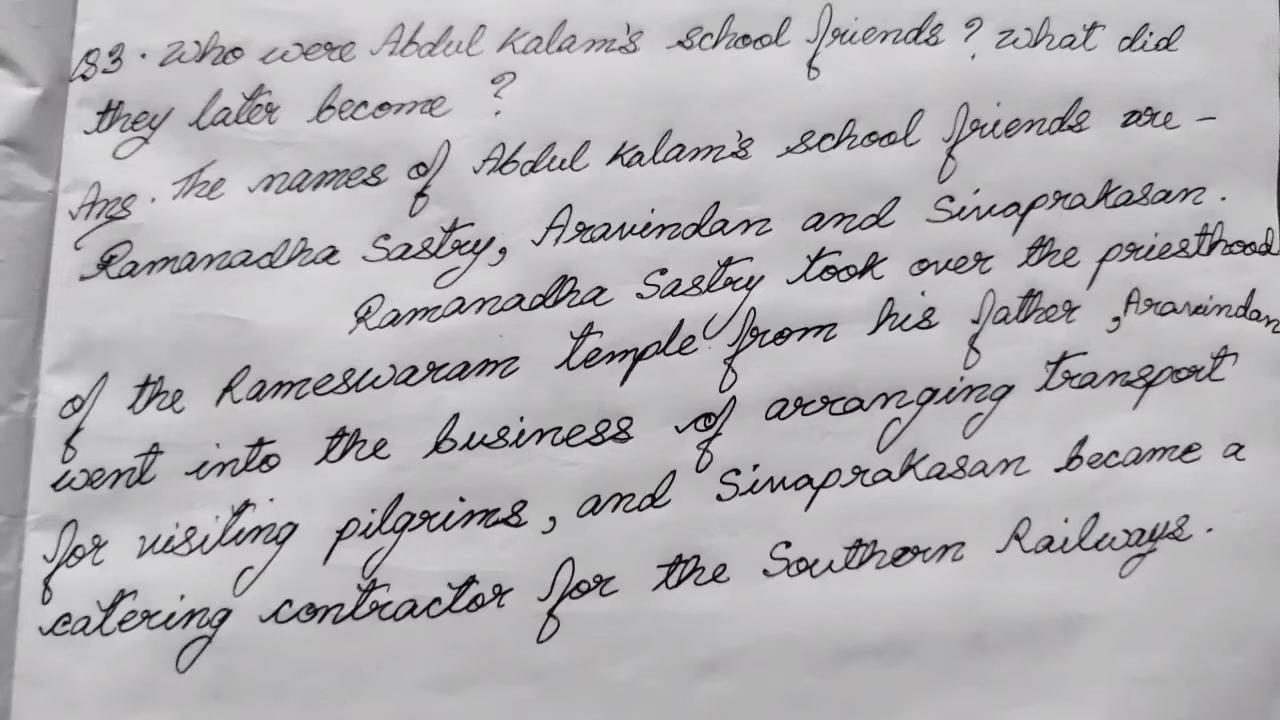 Q3. Who were Abdul Kalam's school friends? What did
they later become?
Ans. The names of Abdul Kalam's school friends are -
Ramanadha Sastry, Aravindan and Sivaprakasan.
Ramanadha Sastry took over the priesthood
of the Rameswaram temple from his father, Aravindan
went into the business of arranging transport
for visiting pilgrims, and Sivaprakasan became a
catering contractor for the Southern Railways.